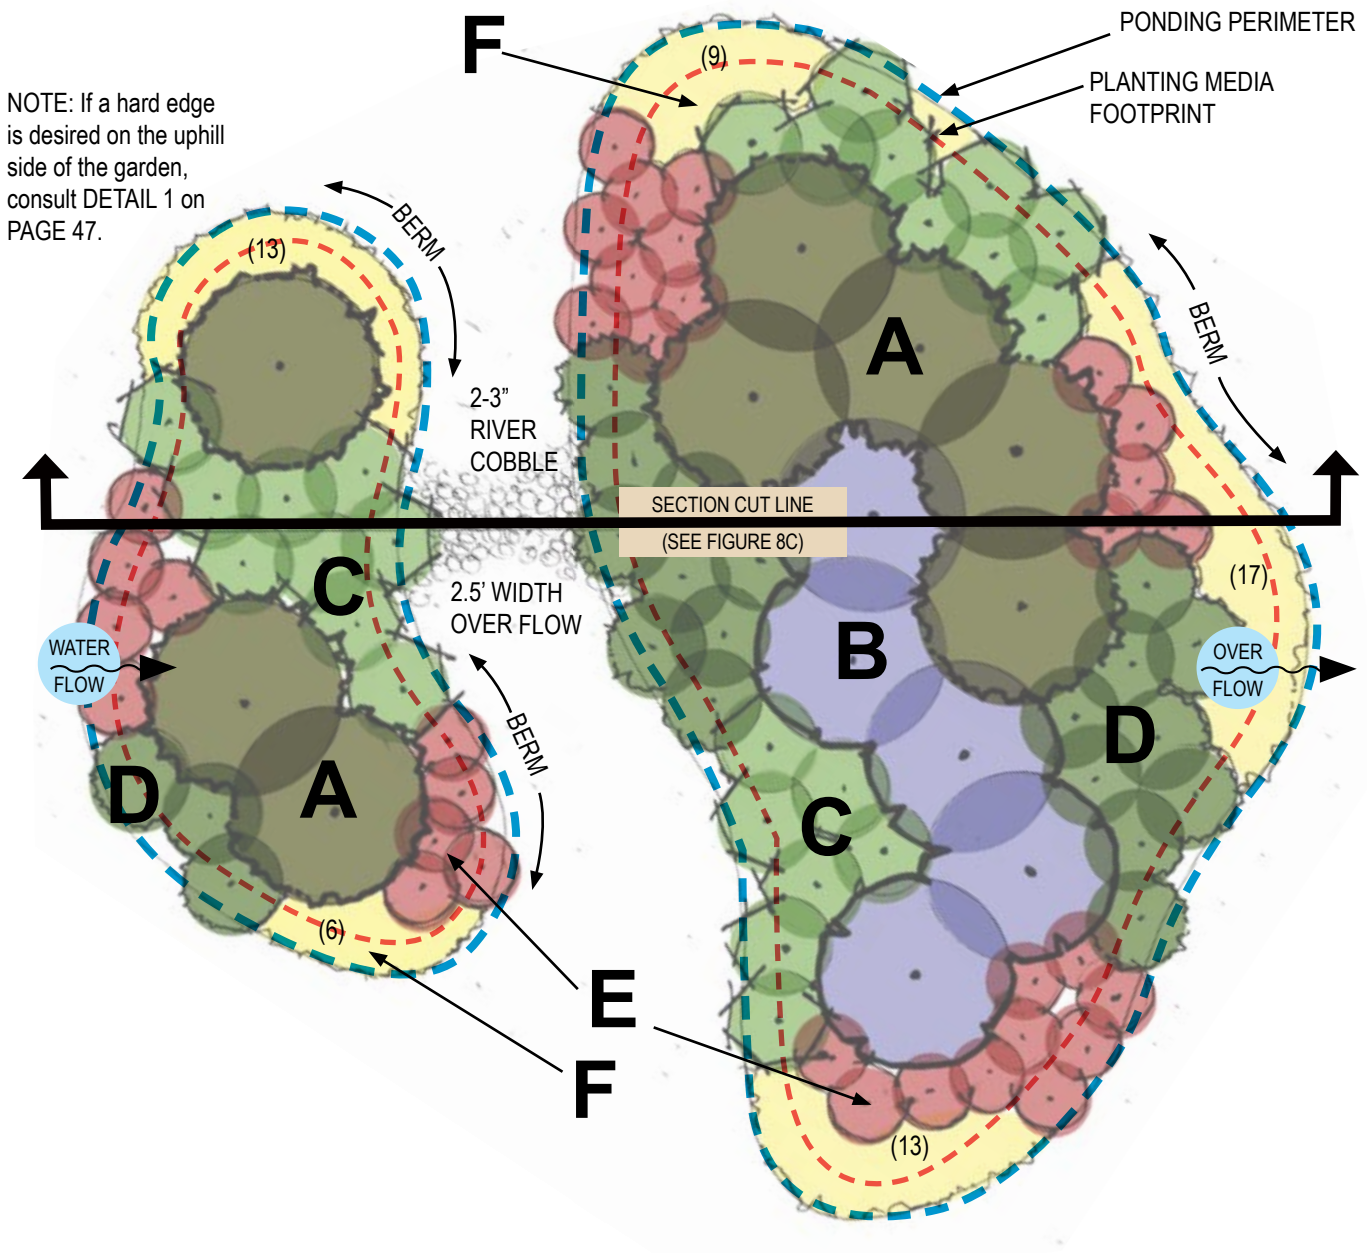 F
(9)
PONDING PERIMETER
PLANTING MEDIA
FOOTPRINT
NOTE: If a hard edge
is desired on the uphill
side of the garden,
consult DETAIL 1 on
PAGE 47.
BERM
(13)
BERM
A
2-3”
RIVER
COBBLE
SECTION CUT LINE
(SEE FIGURE 8C)
C
2.5’ WIDTH
OVER FLOW
(17)
B
WATER
FLOW
OVER
FLOW
BERM
D
D
A
C
(6)
E
F
(13)